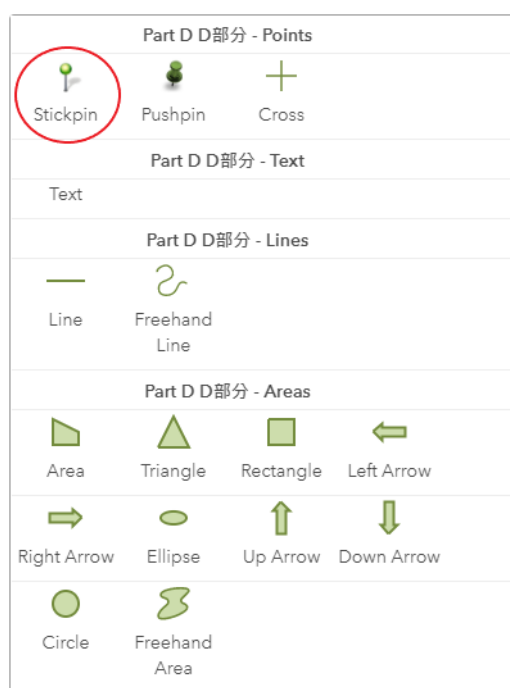 Part D D部分 - Points
Stickpin Pushpin Cross
Part D D部分 - Text
Text
Part D D部分 - Lines
Line Freehand Line
Part D D部分 - Areas
Area Triangle Rectangle Left Arrow
Right Arrow Ellipse Up Arrow Down Arrow
Circle Freehand Area